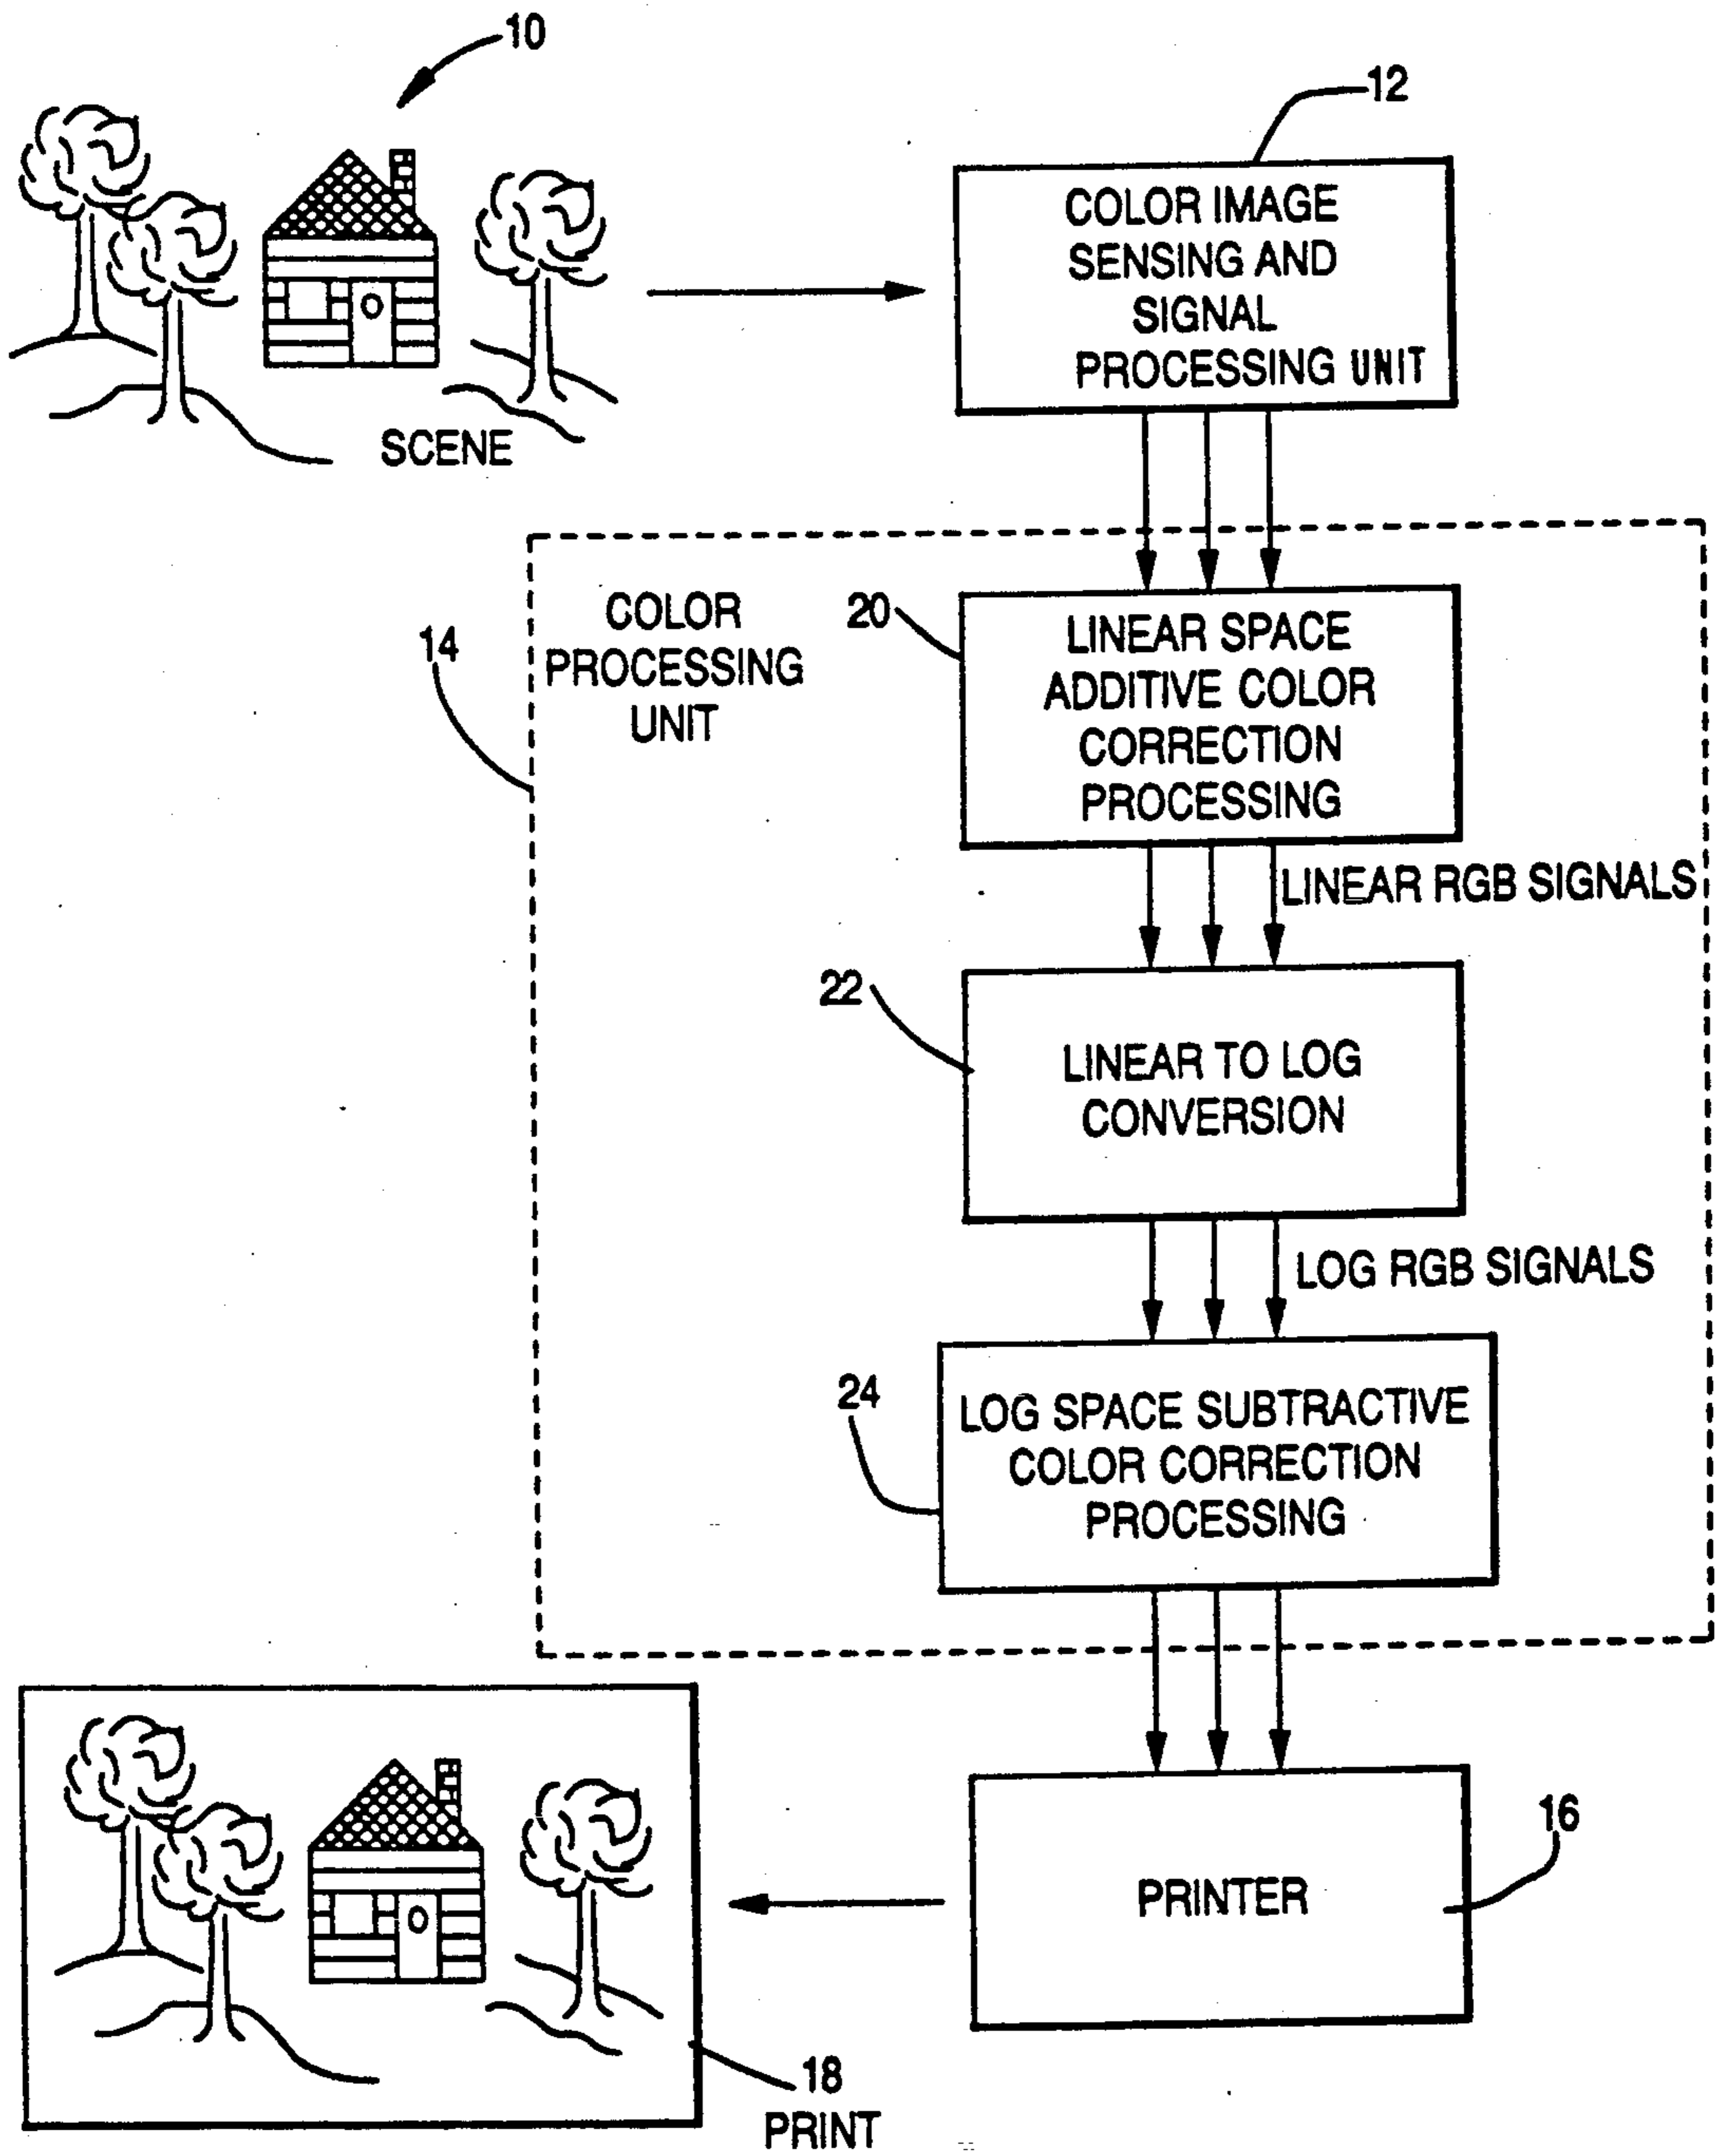 10
12
COLOR IMAGE
SENSING AND
SIGNAL
PROCESSING UNIT
SCENE
14
COLOR
PROCESSING
UNIT
20
LINEAR SPACE
ADDITIVE COLOR
CORRECTION
PROCESSING
LINEAR RGB SIGNALS
22
LINEAR TO LOG
CONVERSION
LOG RGB SIGNALS
24
LOG SPACE SUBTRACTIVE
COLOR CORRECTION
PROCESSING
16
PRINTER
18
PRINT